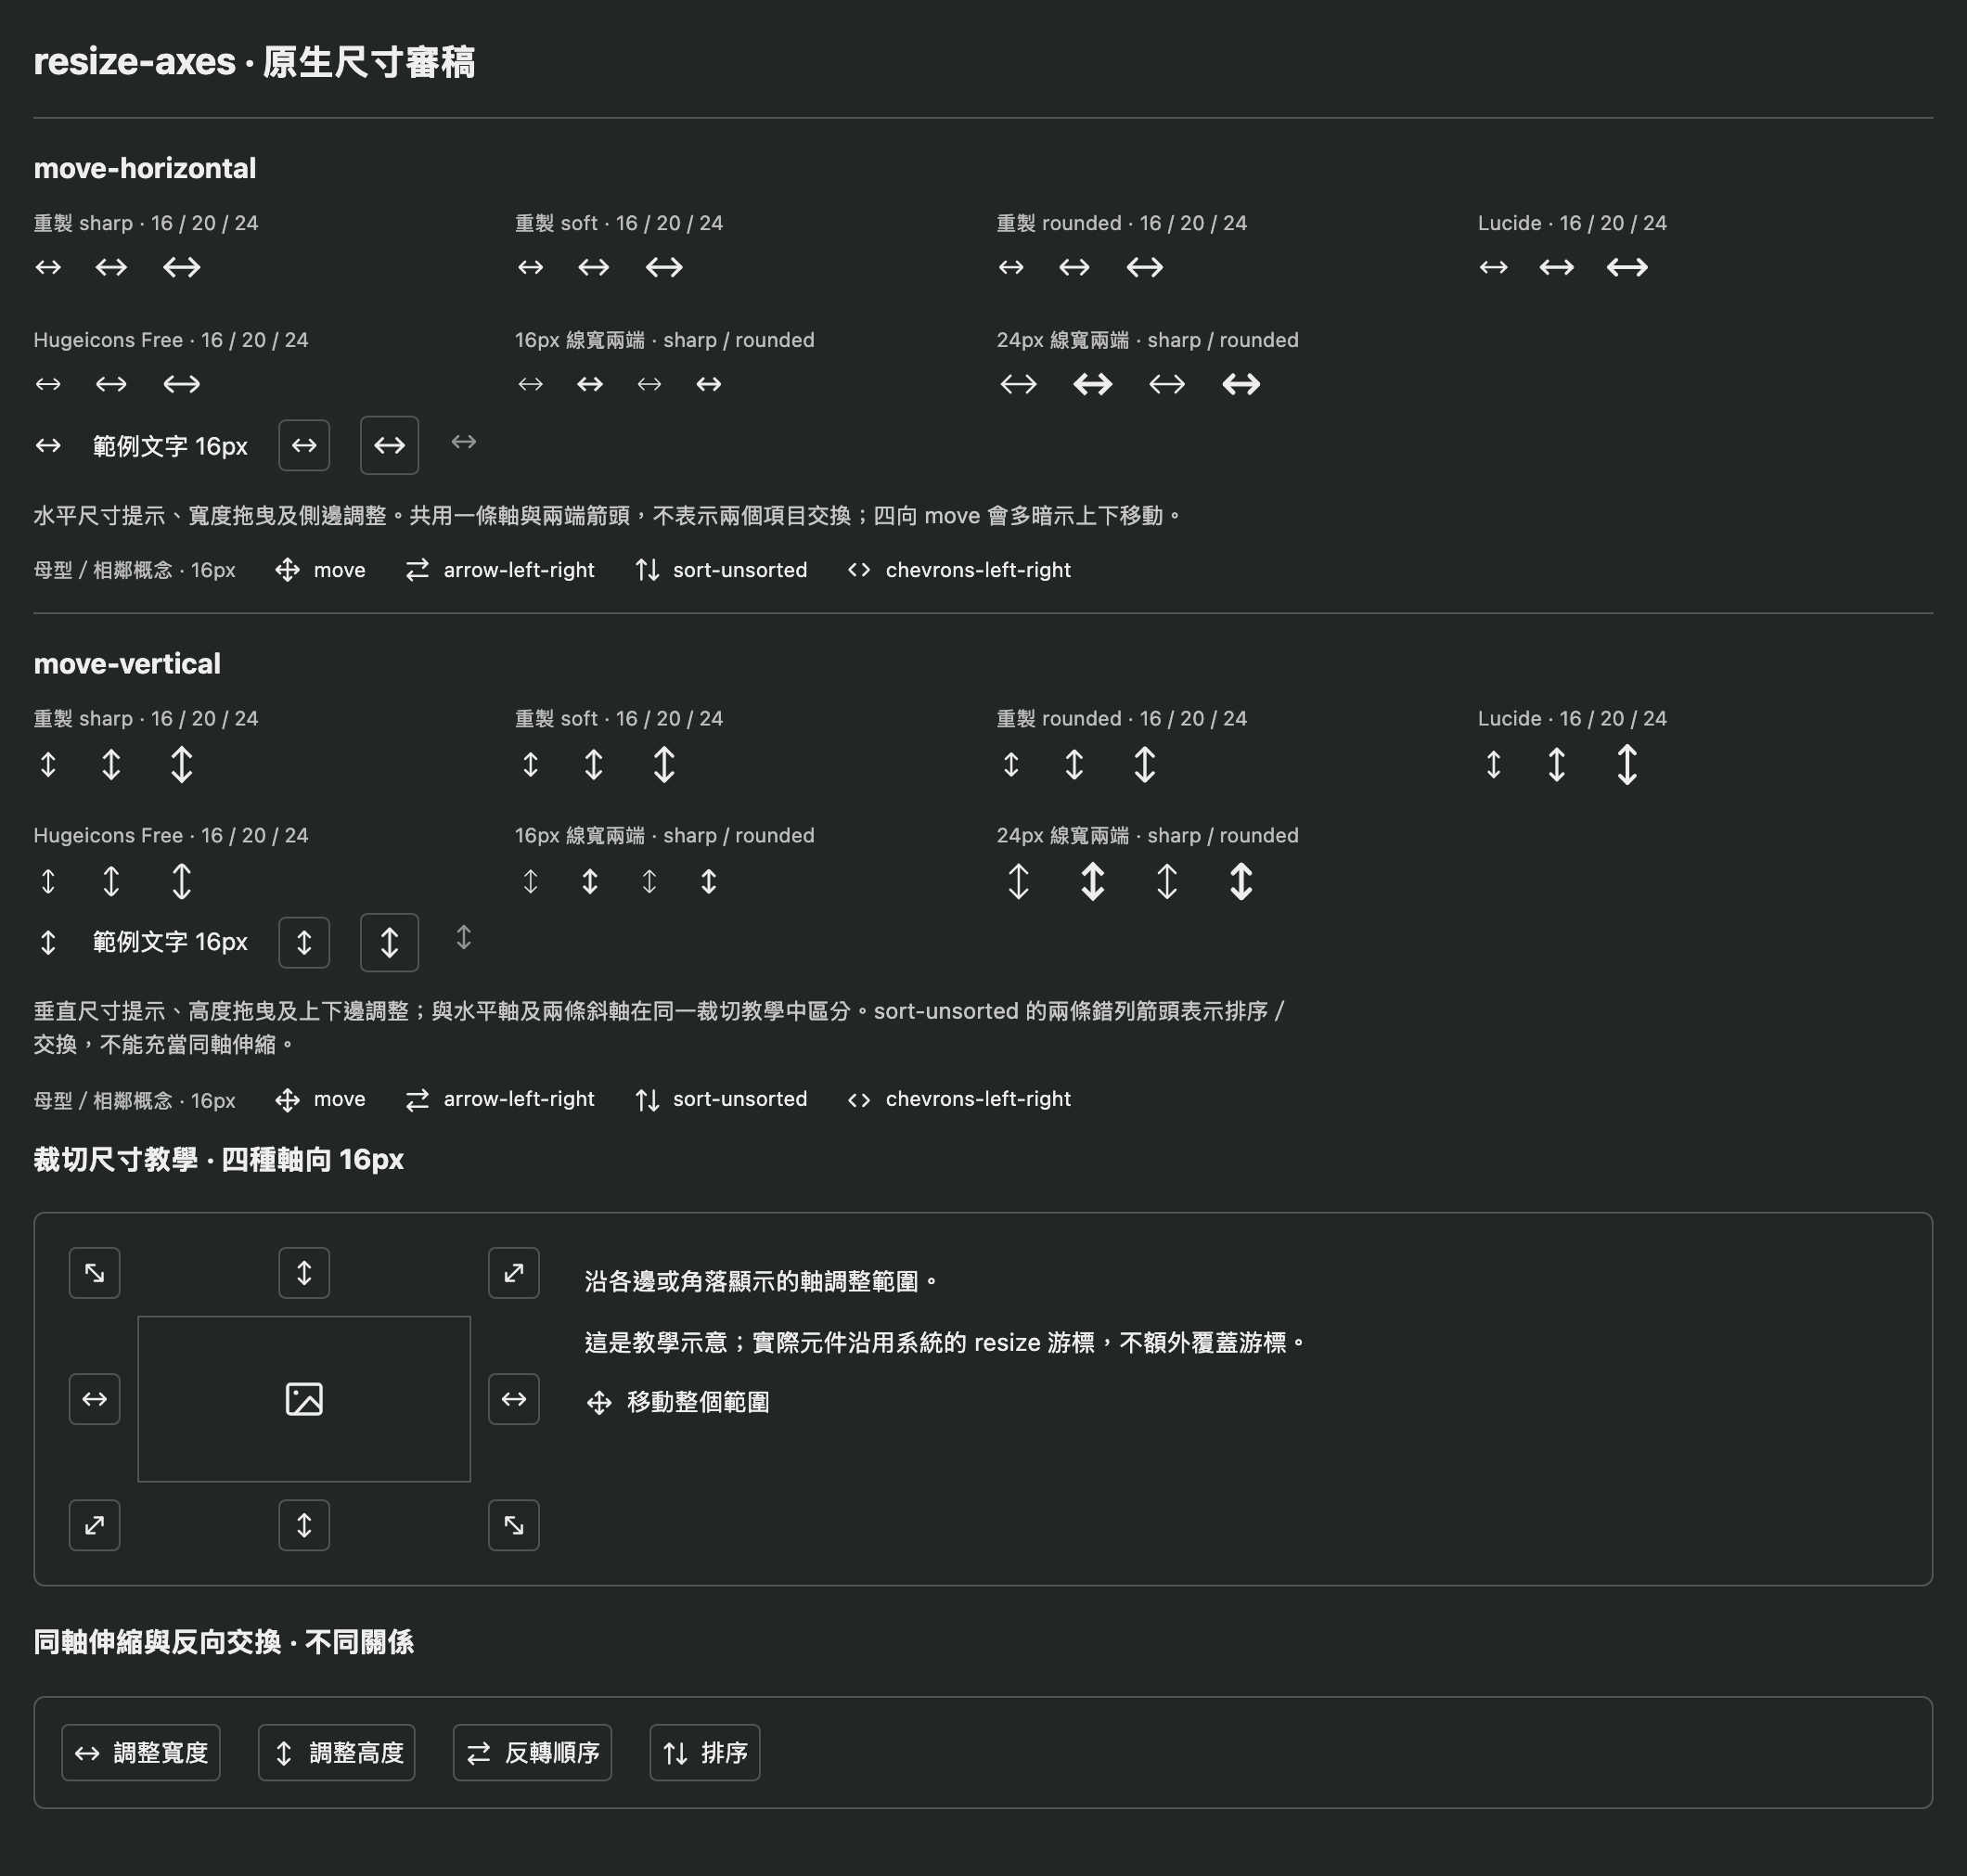 resize-axes · 原生尺寸審稿
move-horizontal
重製 sharp · 16 / 20 / 24
重製 soft · 16 / 20 / 24
重製 rounded · 16 / 20 / 24
Lucide · 16 / 20 / 24
Hugeicons Free · 16 / 20 / 24
16px 線寬兩端 · sharp / rounded
24px 線寬兩端 · sharp / rounded
範例文字 16px
水平尺寸提示、寬度拖曳及側邊調整。共用一條軸與兩端箭頭，不表示兩個項目交換；四向 move 會多暗示上下移動。
母型 / 相鄰概念 · 16px
move
arrow-left-right
sort-unsorted
chevrons-left-right
move-vertical
重製 sharp · 16 / 20 / 24
重製 soft · 16 / 20 / 24
重製 rounded · 16 / 20 / 24
Lucide · 16 / 20 / 24
Hugeicons Free · 16 / 20 / 24
16px 線寬兩端 · sharp / rounded
24px 線寬兩端 · sharp / rounded
範例文字 16px
垂直尺寸提示、高度拖曳及上下邊調整；與水平軸及兩條斜軸在同一裁切教學中區分。sort-unsorted 的兩條錯列箭頭表示排序 /
交換，不能充當同軸伸縮。
母型 / 相鄰概念 · 16px
move
arrow-left-right
sort-unsorted
chevrons-left-right
裁切尺寸教學 · 四種軸向 16px
沿各邊或角落顯示的軸調整範圍。
這是教學示意；實際元件沿用系統的 resize 游標，不額外覆蓋游標。
移動整個範圍
同軸伸縮與反向交換 · 不同關係
調整寬度
調整高度
反轉順序
排序